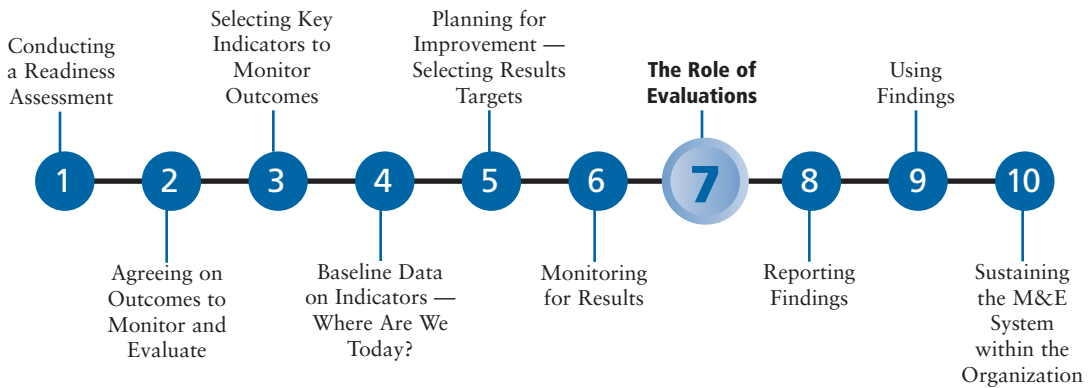 Conducting
a Readiness
Assessment
Selecting Key
Indicators to
Monitor
Outcomes
Planning for
Improvement —
Selecting Results
Targets
The Role of
Evaluations
Using
Findings
1 2 3 4 5 6 7 8 9 10
Agreeing on
Outcomes to
Monitor and
Evaluate
Baseline Data
on Indicators —
Where Are We
Today?
Monitoring
for Results
Reporting
Findings
Sustaining
the M&E
System
within the
Organization